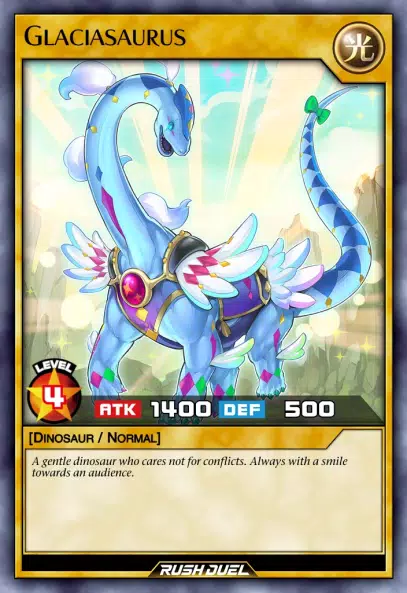 GLACIASAURUS
光
LEVEL
4
ATK 1400 DEF 500
[DINOSAUR / NORMAL]
A gentle dinosaur who cares not for conflicts. Always with a smile
towards an audience.
RUSH DUEL